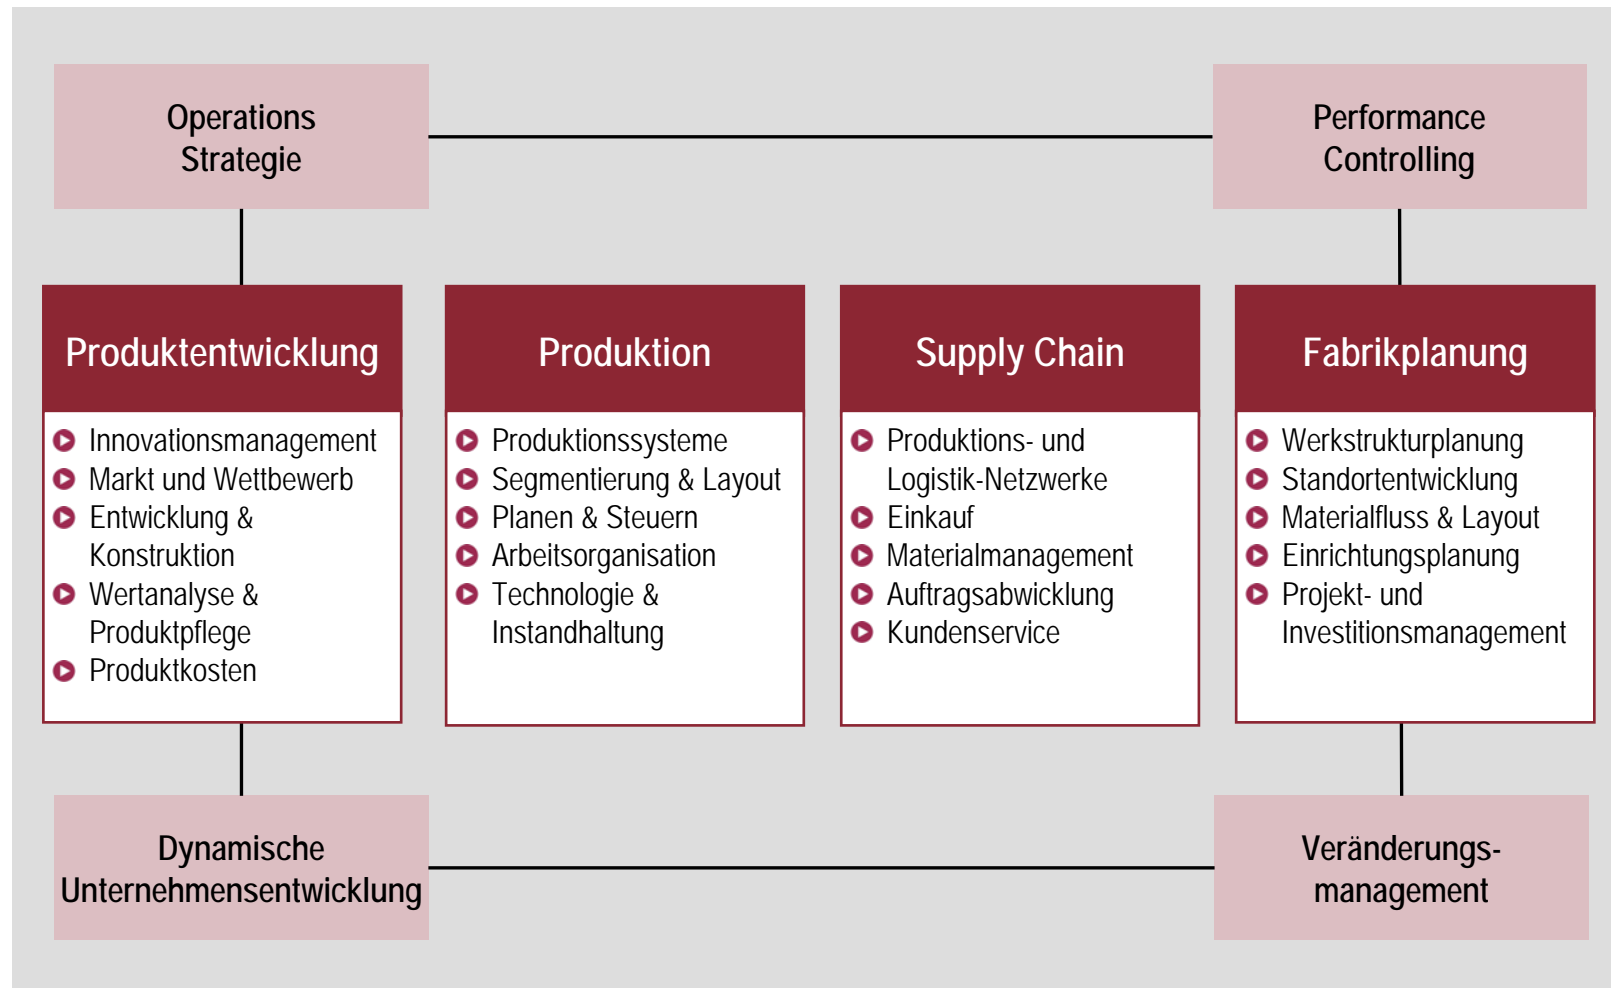 Operations
Strategie
Performance
Controlling
Produktentwicklung
Innovationsmanagement
Markt und Wettbewerb
Entwicklung &
Konstruktion
Wertanalyse &
Produktpflege
Produktkosten
Produktion
Produktionssysteme
Segmentierung & Layout
Planen & Steuern
Arbeitsorganisation
Technologie &
Instandhaltung
Supply Chain
Produktions- und
Logistik-Netzwerke
Einkauf
Materialmanagement
Auftragsabwicklung
Kundenservice
Fabrikplanung
Werkstrukturplanung
Standortentwicklung
Materialfluss & Layout
Einrichtungsplanung
Projekt- und
Investitionsmanagement
Dynamische
Unternehmensentwicklung
Veränderungs-
management